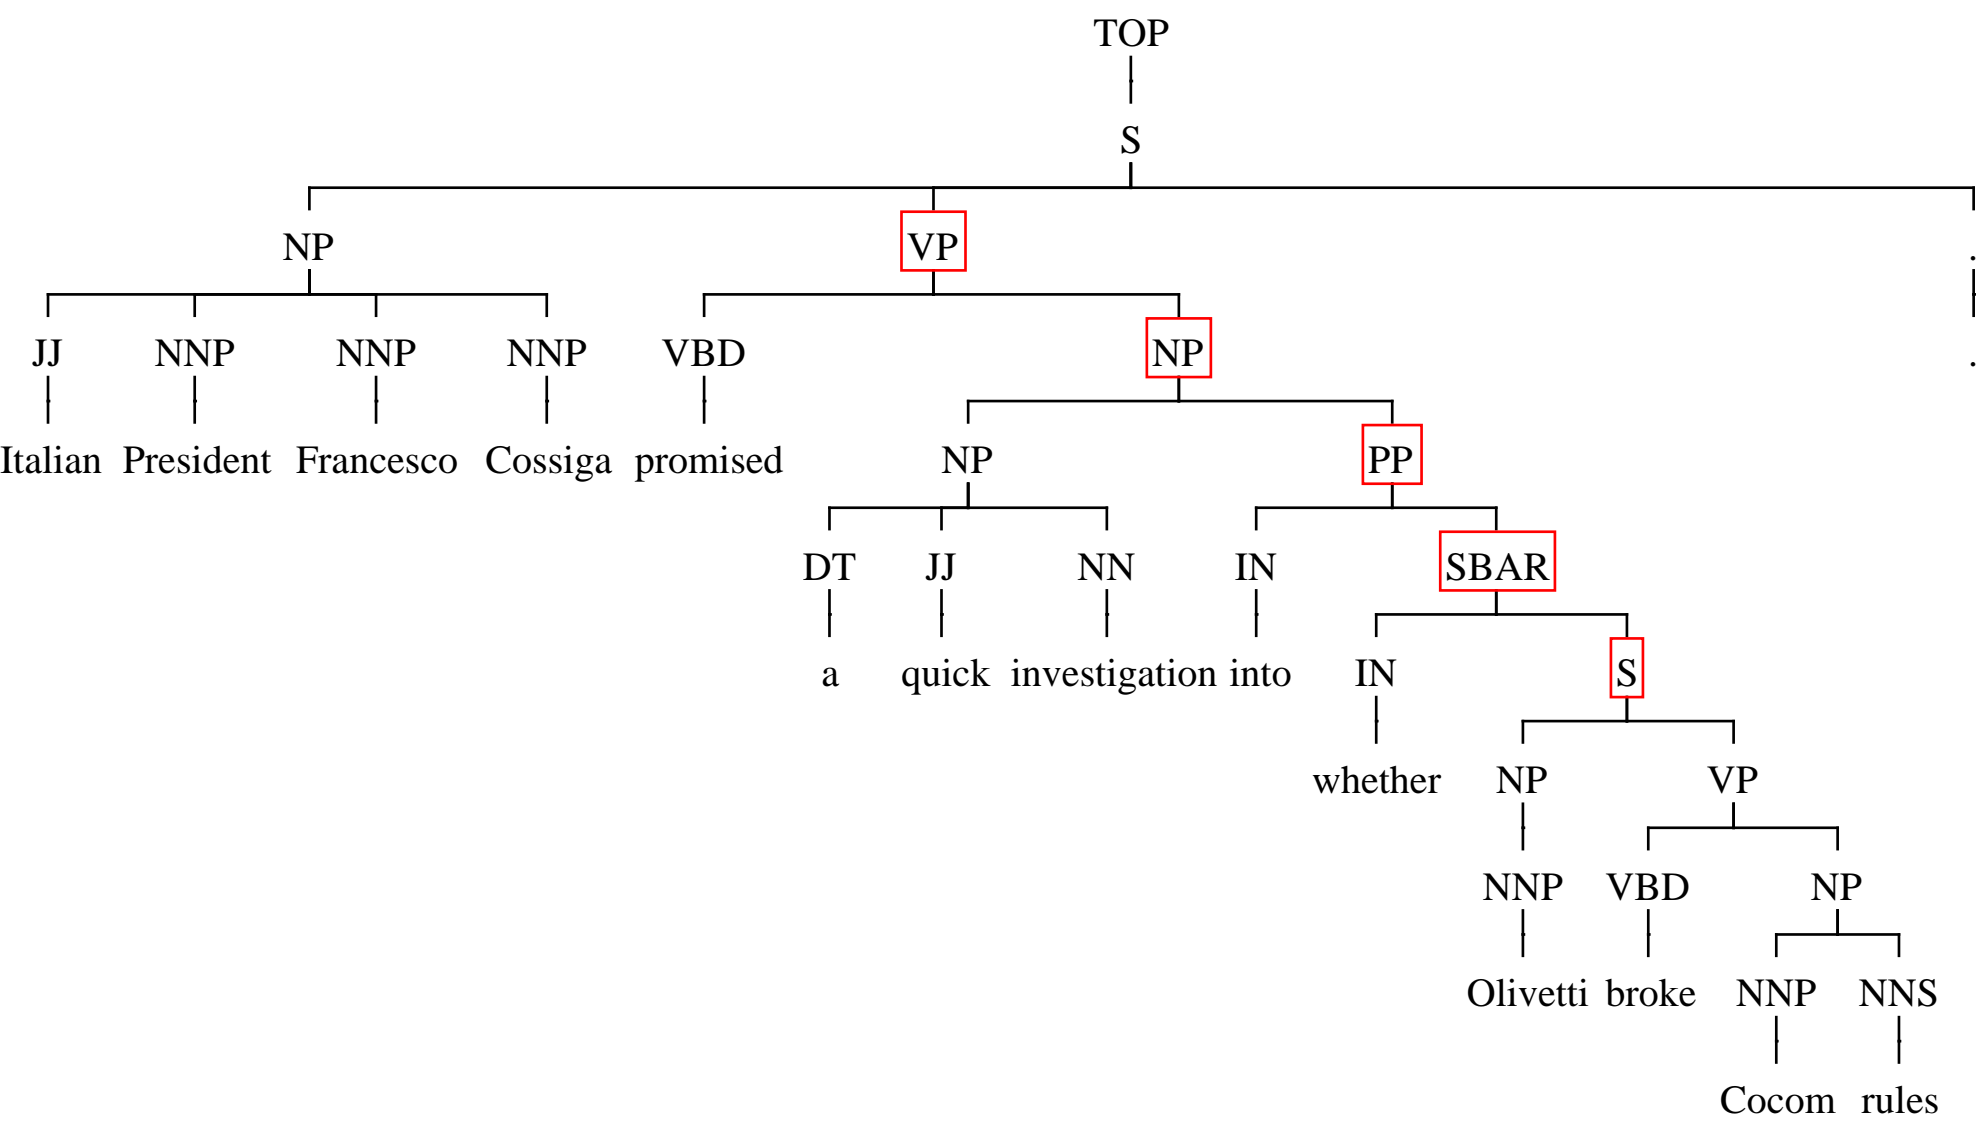 TOP
S
NP VP .
JJ NNP NNP NNP VBD NP .
Italian President Francesco Cossiga promised NP PP
DT JJ NN IN SBAR
a quick investigation into IN S
whether NP VP
NNP VBD NP
Olivetti broke NNP NNS
Cocom rules